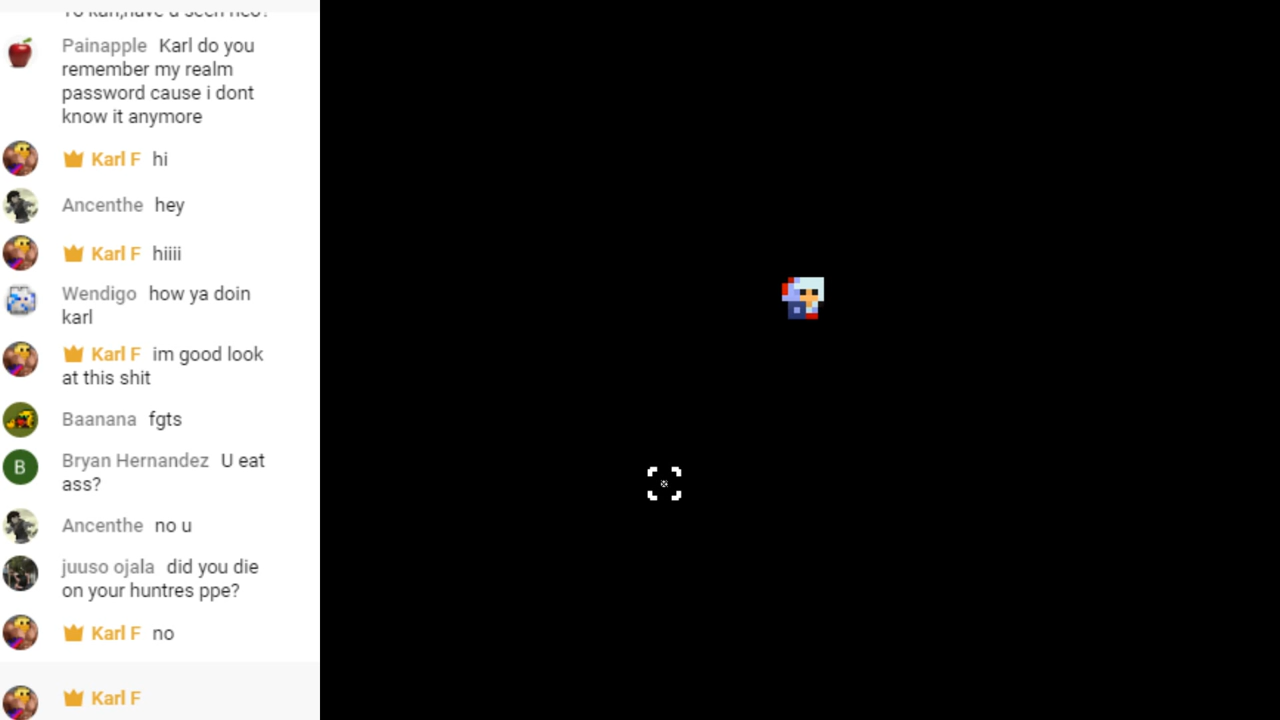 Painapple Karl do you
remember my realm
password cause i dont
know it anymore
Karl F hi
Ancenthe hey
Karl F hiiii
Wendigo how ya doin
karl
Karl F im good look
at this shit
Baanana fgts
B Bryan Hernandez U eat
ass?
Ancenthe no u
juuso ojala did you die
on your huntres ppe?
Karl F no
Karl F